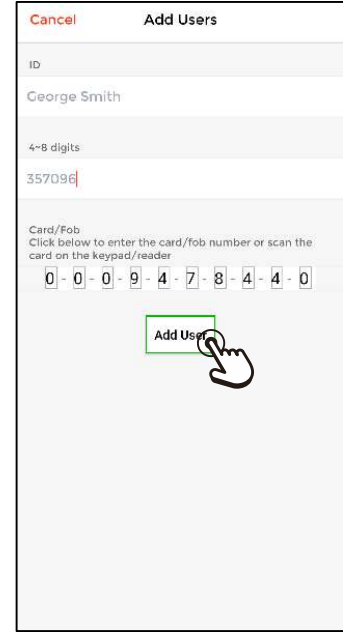 Cancel Add Users
ID
George Smith
4~8 digits
357096
Card/Fob
Click below to enter the card/fob number or scan the
card on the keypad/reader
0 - 0 - 0 - 9 - 4 - 7 - 8 - 4 - 4 - 0
Add User